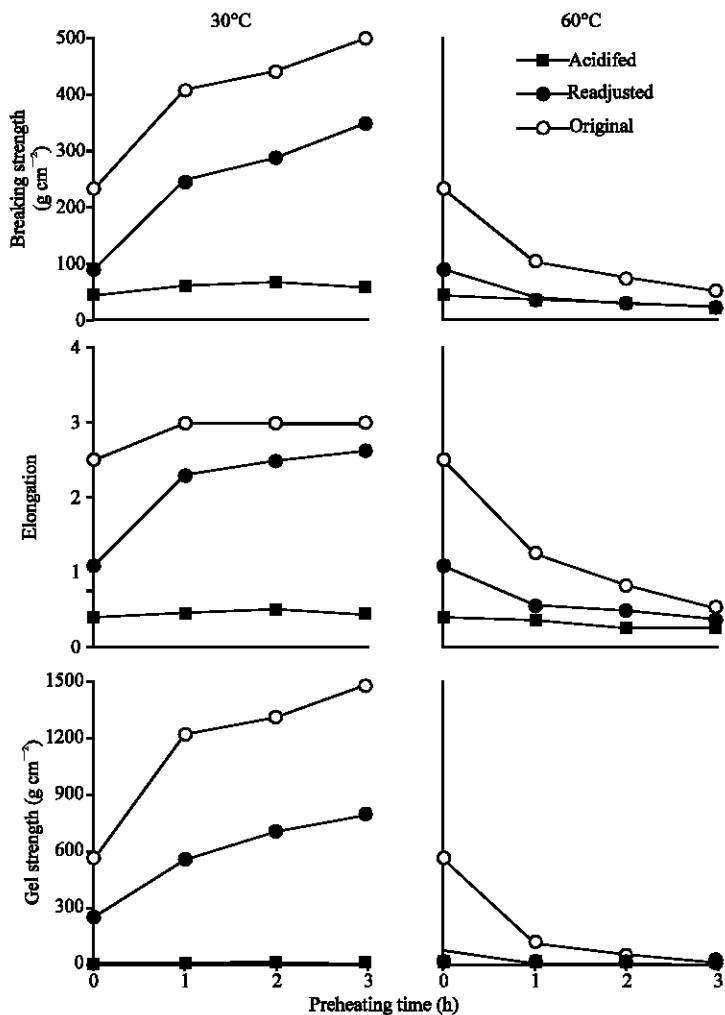 30°C
60°C
Acidifed
Readjusted
Original
Breaking strength
(g cm⁻²)
500
400
300
200
100
0
Elongation
4
3
2
1
0
Gel strength (g cm⁻²)
1500
1200
900
600
300
0
0 1 2 3
0 1 2 3
Preheating time (h)